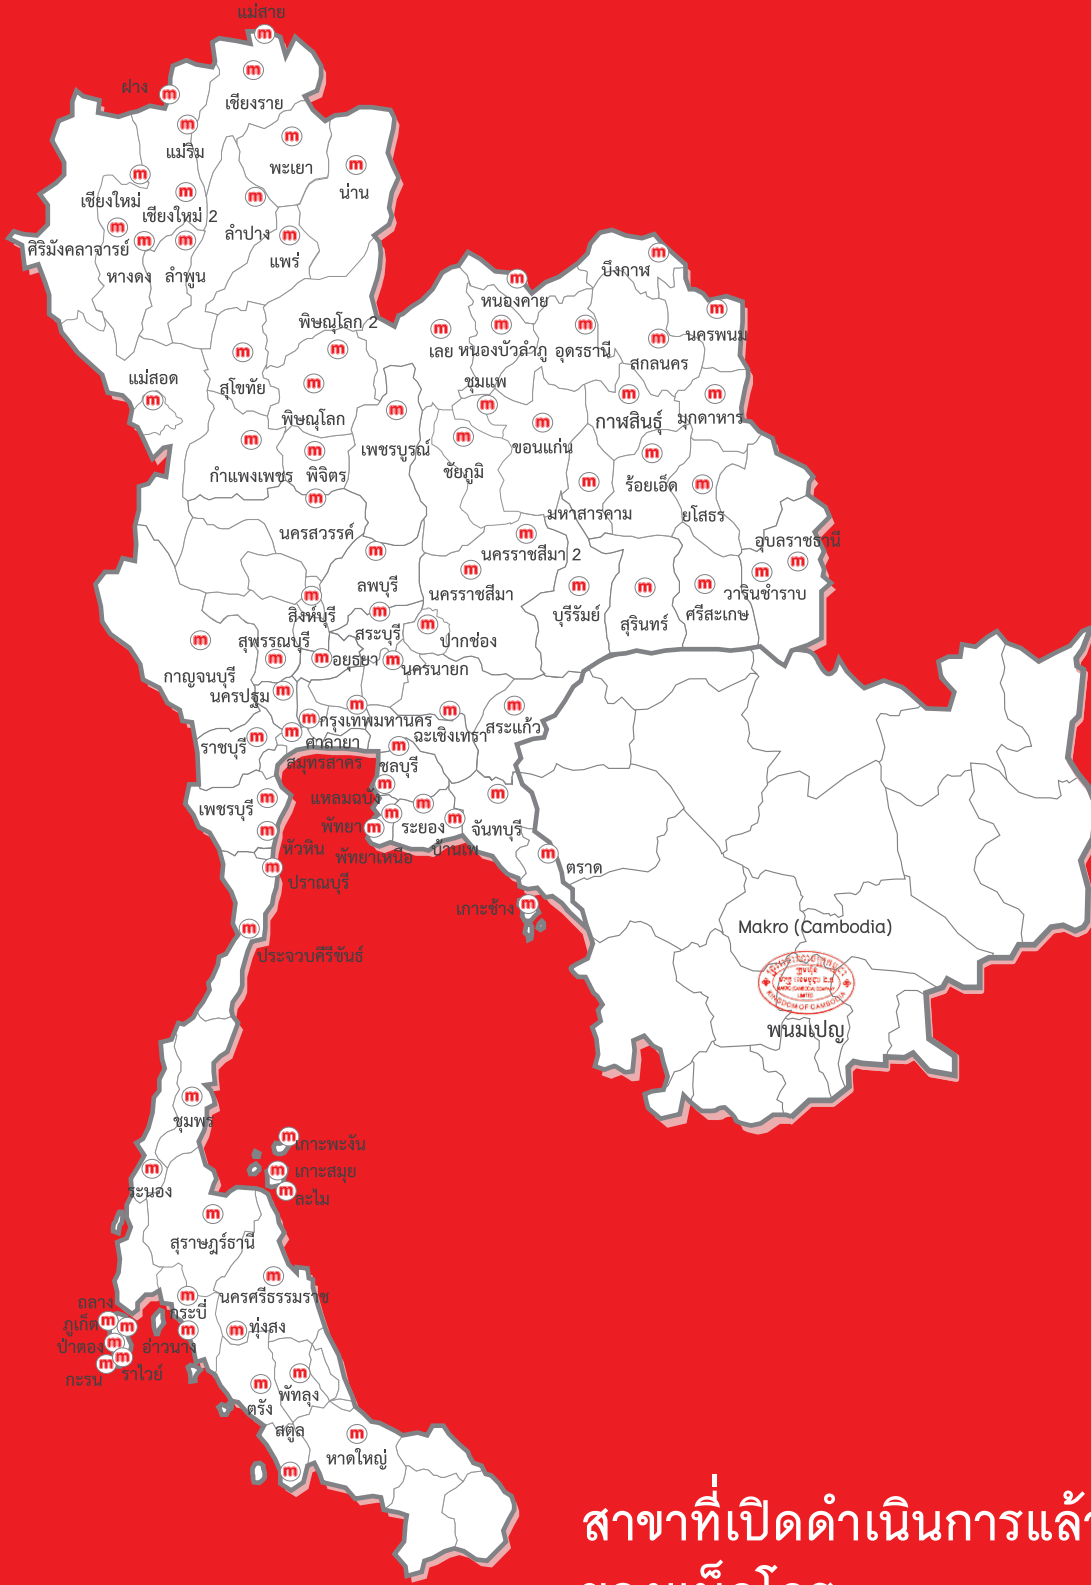 แม่สาย
ฝาง
เชียงราย
แม่ริม
พะเยา
น่าน
เชียงใหม่
เชียงใหม่ 2
ลำปาง
แพร่
ศิริมังคลาจารย์
หางดง
ลำพูน
บึงกาฬ
หนองคาย
นครพนม
พิษณุโลก 2
เลย
หนองบัวลำภู
อุดรธานี
สกลนคร
แม่สอด
สุโขทัย
ชุมแพ
พิษณุโลก
กาฬสินธุ์
มุกดาหาร
เพชรบูรณ์
ขอนแก่น
กำแพงเพชร
พิจิตร
ชัยภูมิ
ร้อยเอ็ด
มหาสารคาม
ยโสธร
นครสวรรค์
นครราชสีมา 2
อุบลราชธานี
ลพบุรี
นครราชสีมา
วารินชำราบ
สิงห์บุรี
บุรีรัมย์
สุรินทร์
ศรีสะเกษ
สุพรรณบุรี
สระบุรี
ปากช่อง
อยุธยา
นครนายก
กาญจนบุรี
นครปฐม
กรุงเทพมหานคร
ฉะเชิงเทรา
สระแก้ว
ราชบุรี
ศาลายา
สมุทรสาคร
ชลบุรี
แหลมฉบัง
เพชรบุรี
พัทยา
ระยอง
จันทบุรี
หัวหิน
พัทยาเหนือ
บ้านเพ
ตราด
ปราณบุรี
เกาะช้าง
Makro (Cambodia)
ประจวบคีรีขันธ์
KINGDOM OF CAMBODIA
พนมเปญ
ชุมพร
เกาะพะงัน
เกาะสมุย
ระนอง
ละไม
สุราษฎร์ธานี
นครศรีธรรมราช
ถลาง
กระบี่
ภูเก็ต
ทุ่งสง
ป่าตอง
อ่าวนาง
กะรน
ราไวย์
พัทลุง
ตรัง
สตูล
หาดใหญ่
สาขาที่เปิดดำเนินการแล้ว